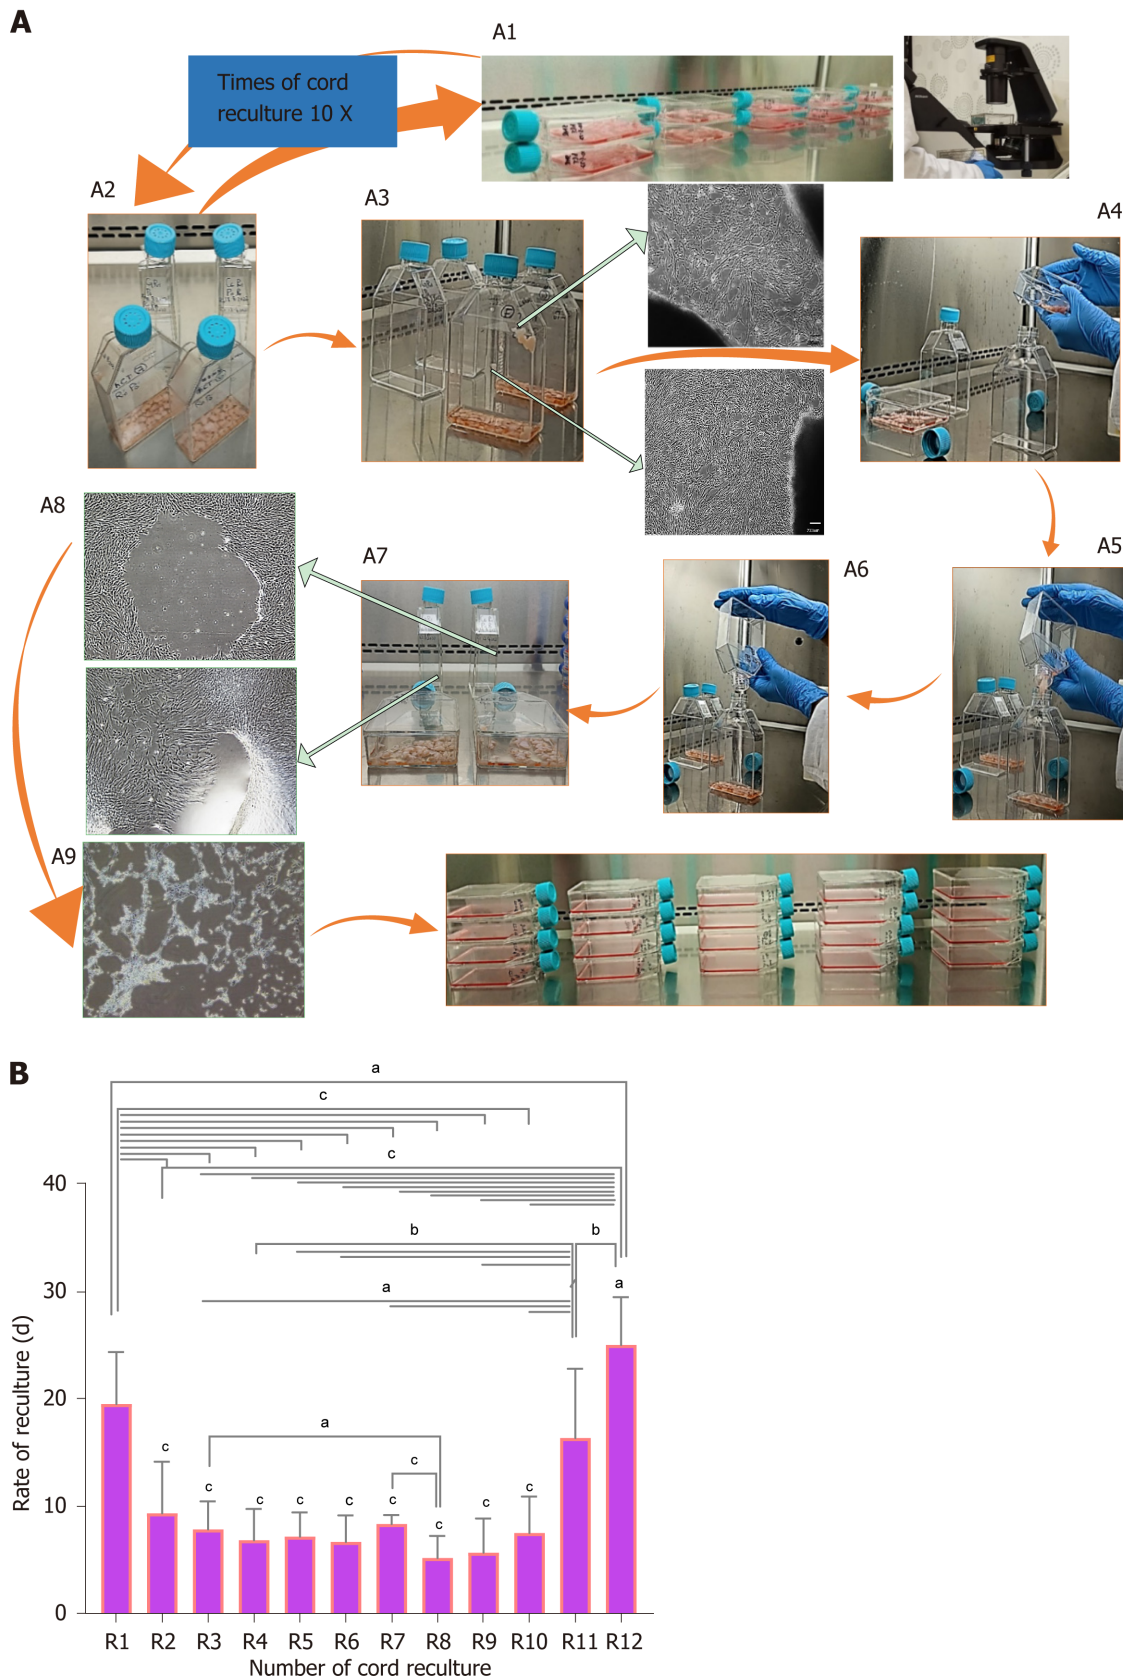 A
A1
Times of cord
reculture 10 X
A2
A3
A4
A8
A7
A6
A5
A9
B
a
c
c
40
b
b
30
a
a
20
a
c
c
c
c
c
c
c
c
c
c
10
0
Rate of reculture (d)
R1 R2 R3 R4 R5 R6 R7 R8 R9 R10 R11 R12
Number of cord reculture